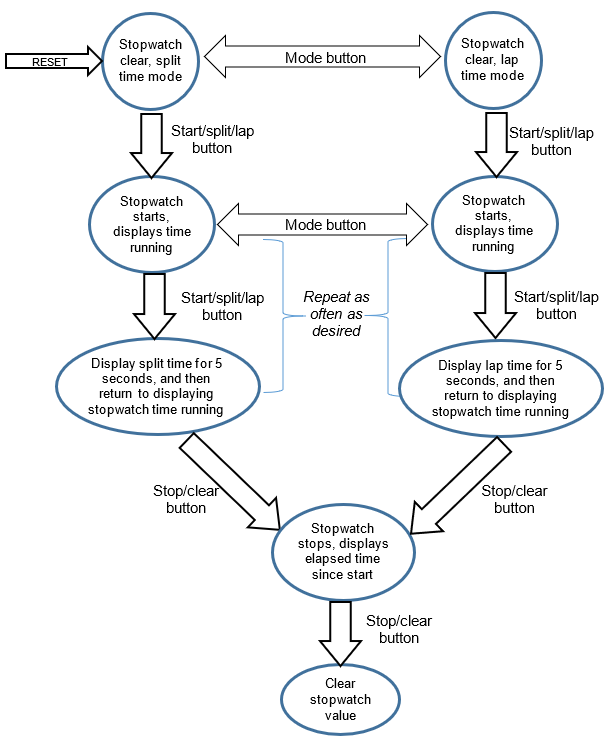 Stopwatch
clear, split
time mode
Stopwatch
clear, lap
time mode
RESET
Mode button
Start/split/lap
button
Start/split/lap
button
Stopwatch
starts,
displays time
running
Stopwatch
starts,
displays time
running
Mode button
Start/split/lap
button
Repeat as
often as
desired
Start/split/lap
button
Display split time for 5
seconds, and then
return to displaying
stopwatch time running
Display lap time for 5
seconds, and then
return to displaying
stopwatch time running
Stop/clear
button
Stop/clear
button
Stopwatch
stops, displays
elapsed time
since start
Stop/clear
button
Clear
stopwatch
value